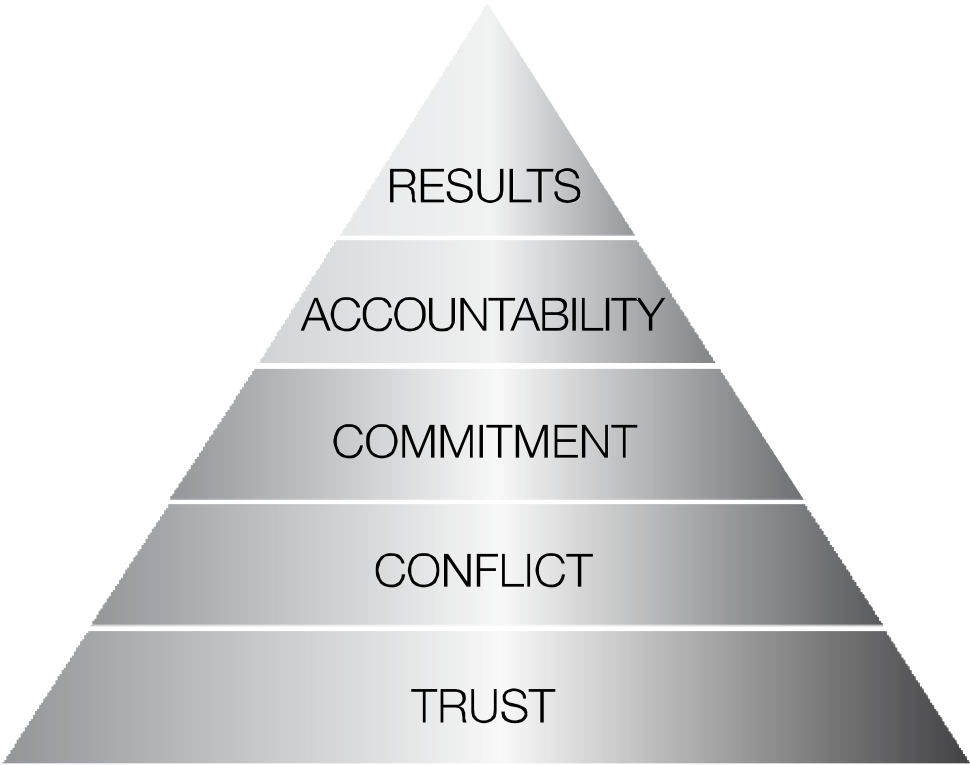 RESULTS
ACCOUNTABILITY
COMMITMENT
CONFLICT
TRUST